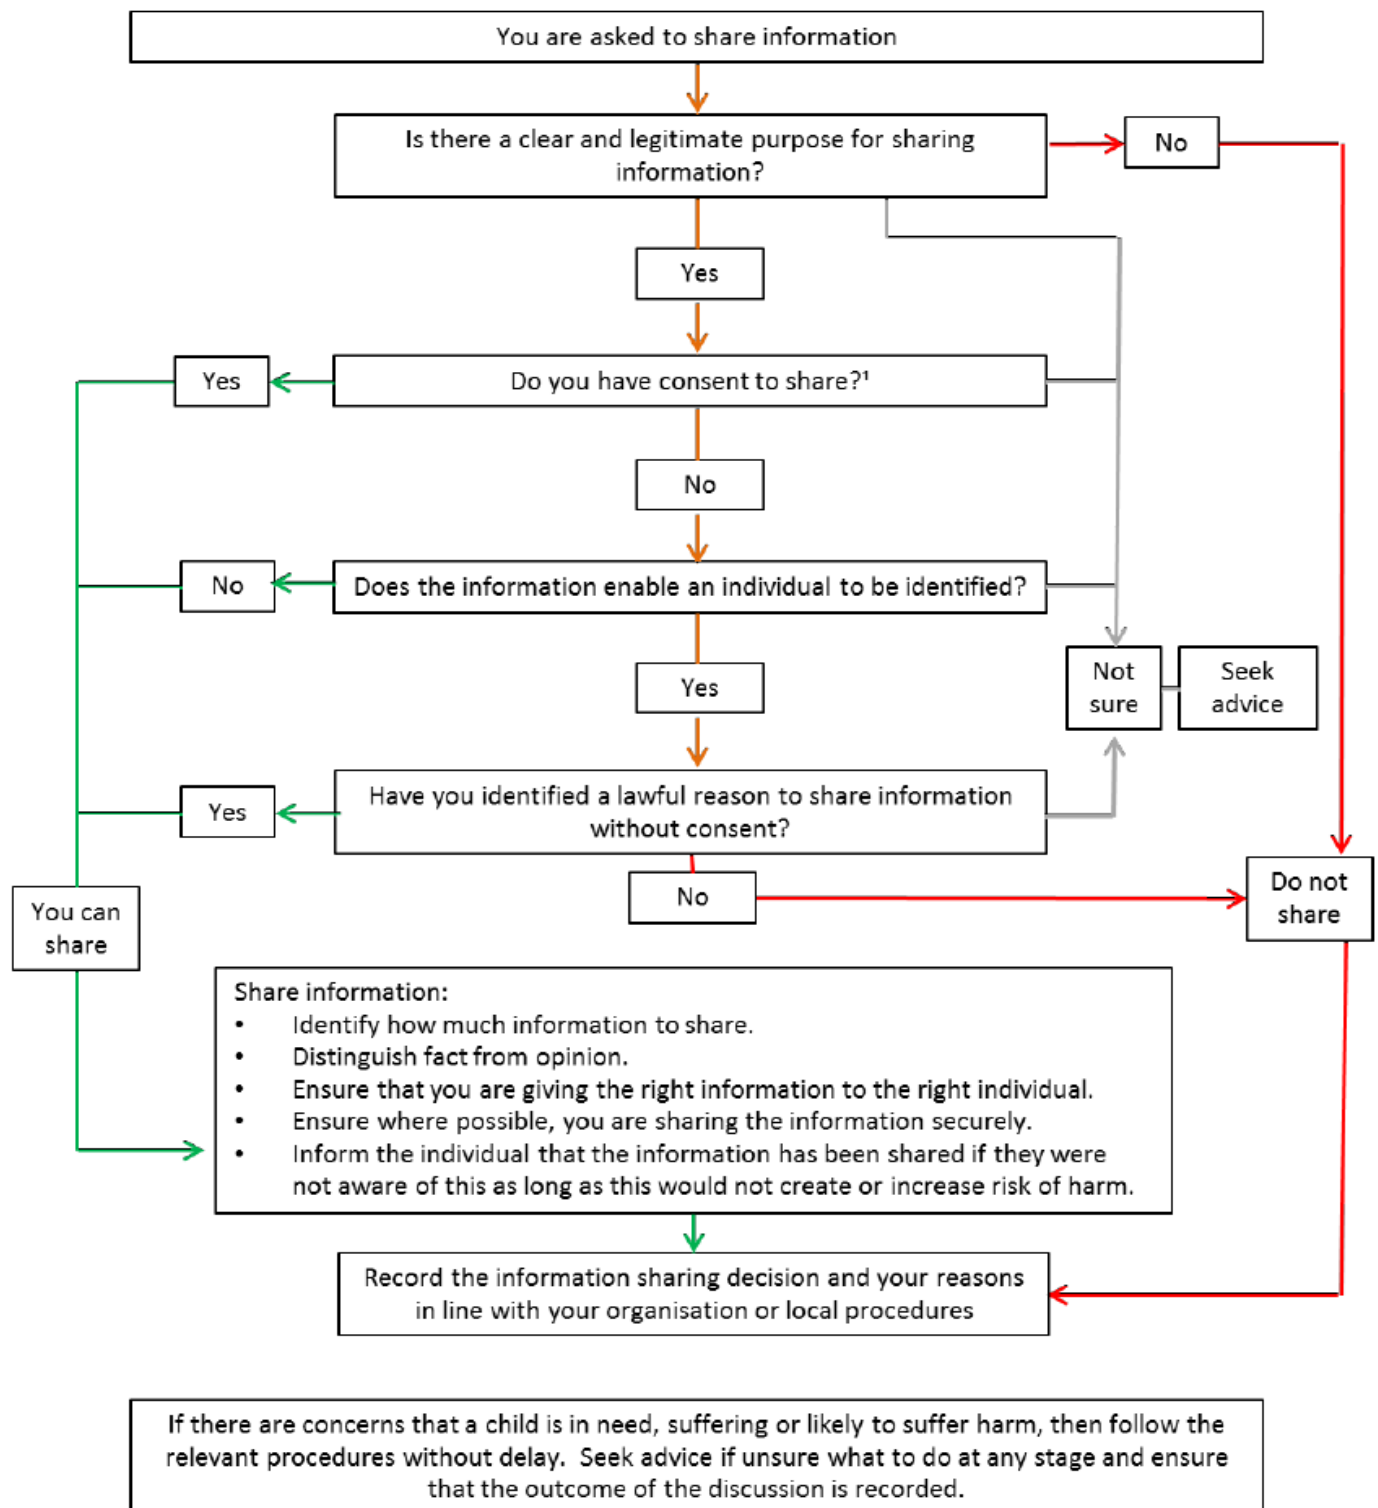 You are asked to share information
Is there a clear and legitimate purpose for sharing
information?
No
Yes
Yes
Do you have consent to share?¹
No
No
Does the information enable an individual to be identified?
Yes
Not
sure
Seek
advice
Yes
Have you identified a lawful reason to share information
without consent?
No
Do not
share
You can
share
Share information:
• Identify how much information to share.
• Distinguish fact from opinion.
• Ensure that you are giving the right information to the right individual.
• Ensure where possible, you are sharing the information securely.
• Inform the individual that the information has been shared if they were
not aware of this as long as this would not create or increase risk of harm.
Record the information sharing decision and your reasons
in line with your organisation or local procedures
If there are concerns that a child is in need, suffering or likely to suffer harm, then follow the
relevant procedures without delay. Seek advice if unsure what to do at any stage and ensure
that the outcome of the discussion is recorded.